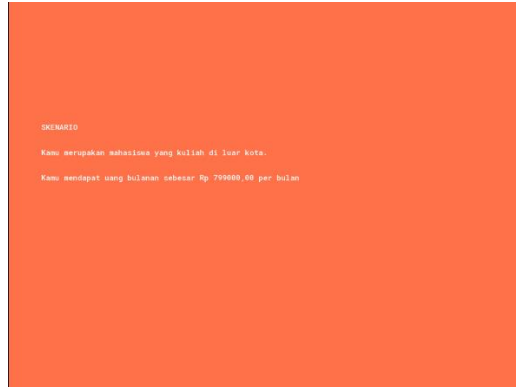 SKENARIO
Kamu merupakan mahasiswa yang kuliah di luar kota.
Kamu mendapat uang bulanan sebesar Rp 799000,00 per bulan